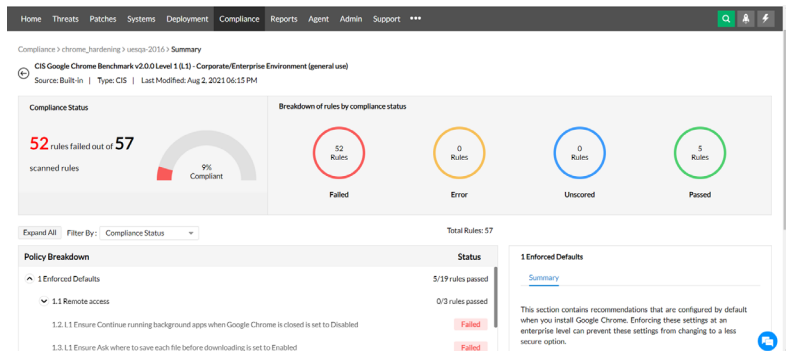 Home Threats Patches Systems Deployment Compliance Reports Agent Admin Support •••
Compliance > chrome_hardening > uesqa-2016 > Summary
CIS Google Chrome Benchmark v2.0.0 Level 1 (L1) - Corporate/Enterprise Environment (general use)
Source: Built-in | Type: CIS | Last Modified: Aug 2, 2021 06:15 PM
Compliance Status
52 rules failed out of 57
scanned rules
9%
Compliant
Breakdown of rules by compliance status
52
Rules
Failed
0
Rules
Error
0
Rules
Unscored
5
Rules
Passed
Expand All Filter By : Compliance Status
Total Rules: 57
Policy Breakdown Status
1 Enforced Defaults 5/19 rules passed
1.1 Remote access 0/3 rules passed
1.2. L1 Ensure Continue running background apps when Google Chrome is closed is set to Disabled Failed
1.3. L1 Ensure Ask where to save each file before downloading is set to Enabled Failed
1 Enforced Defaults
Summary
This section contains recommendations that are configured by default
when you install Google Chrome. Enforcing these settings at an
enterprise level can prevent these settings from changing to a less
secure option.